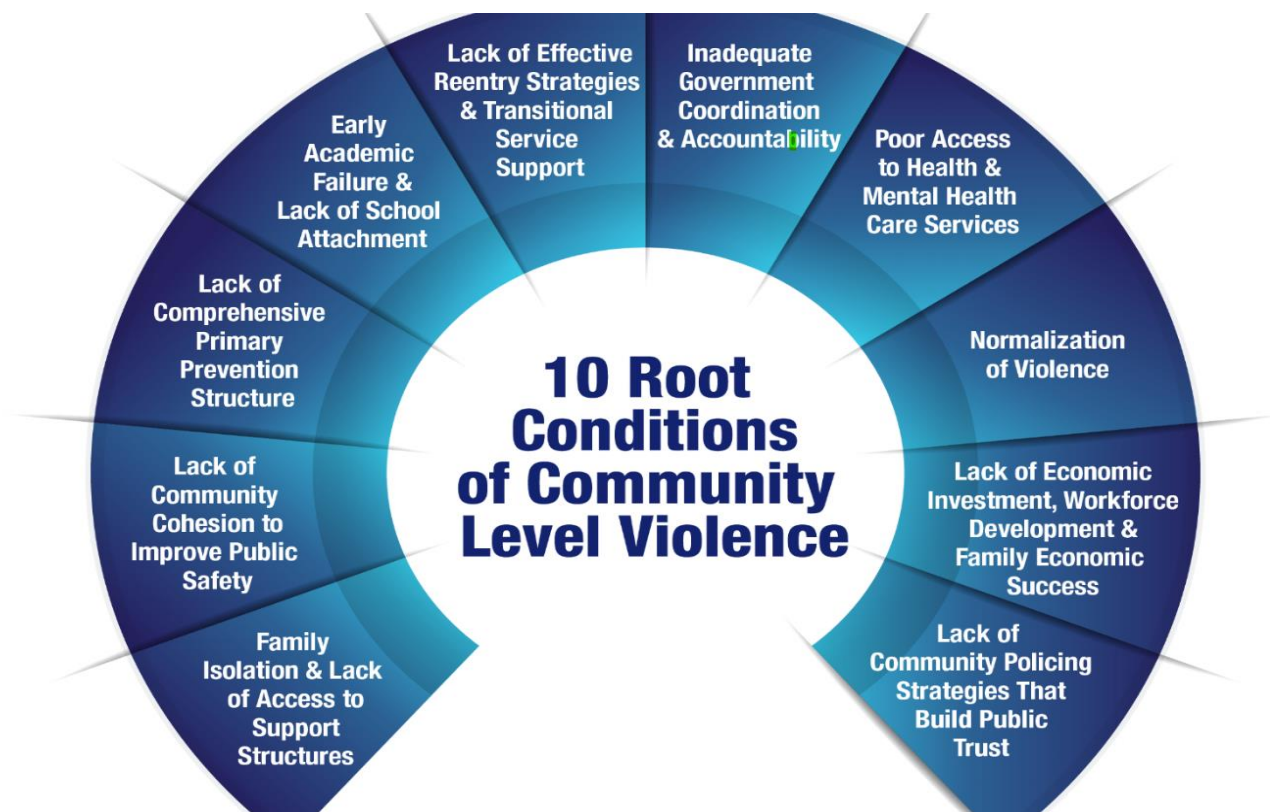 Lack of Effective
Reentry Strategies
& Transitional
Service
Support
Inadequate
Government
Coordination
& Accountability
Early
Academic
Failure &
Lack of School
Attachment
Poor Access
to Health &
Mental Health
Care Services
Lack of
Comprehensive
Primary
Prevention
Structure
Normalization
of Violence
10 Root
Conditions
of Community
Level Violence
Lack of
Community
Cohesion to
Improve Public
Safety
Lack of Economic
Investment, Workforce
Development &
Family Economic
Success
Family
Isolation & Lack
of Access to
Support
Structures
Lack of
Community Policing
Strategies That
Build Public
Trust